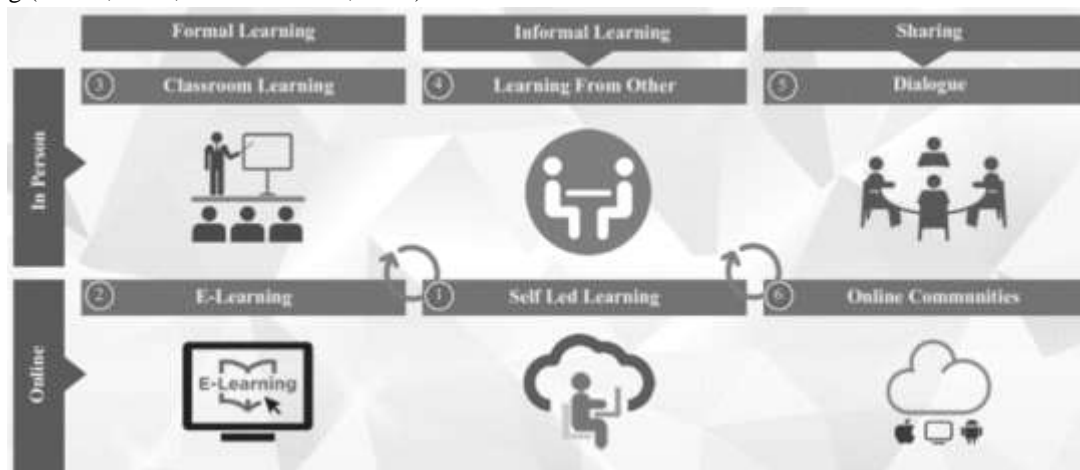 Formal Learning
Informal Learning
Sharing
3 Classroom Learning
4 Learning From Other
5 Dialogue
In Person
2 E-Learning
1 Self Led Learning
6 Online Communities
Online
E-Learning